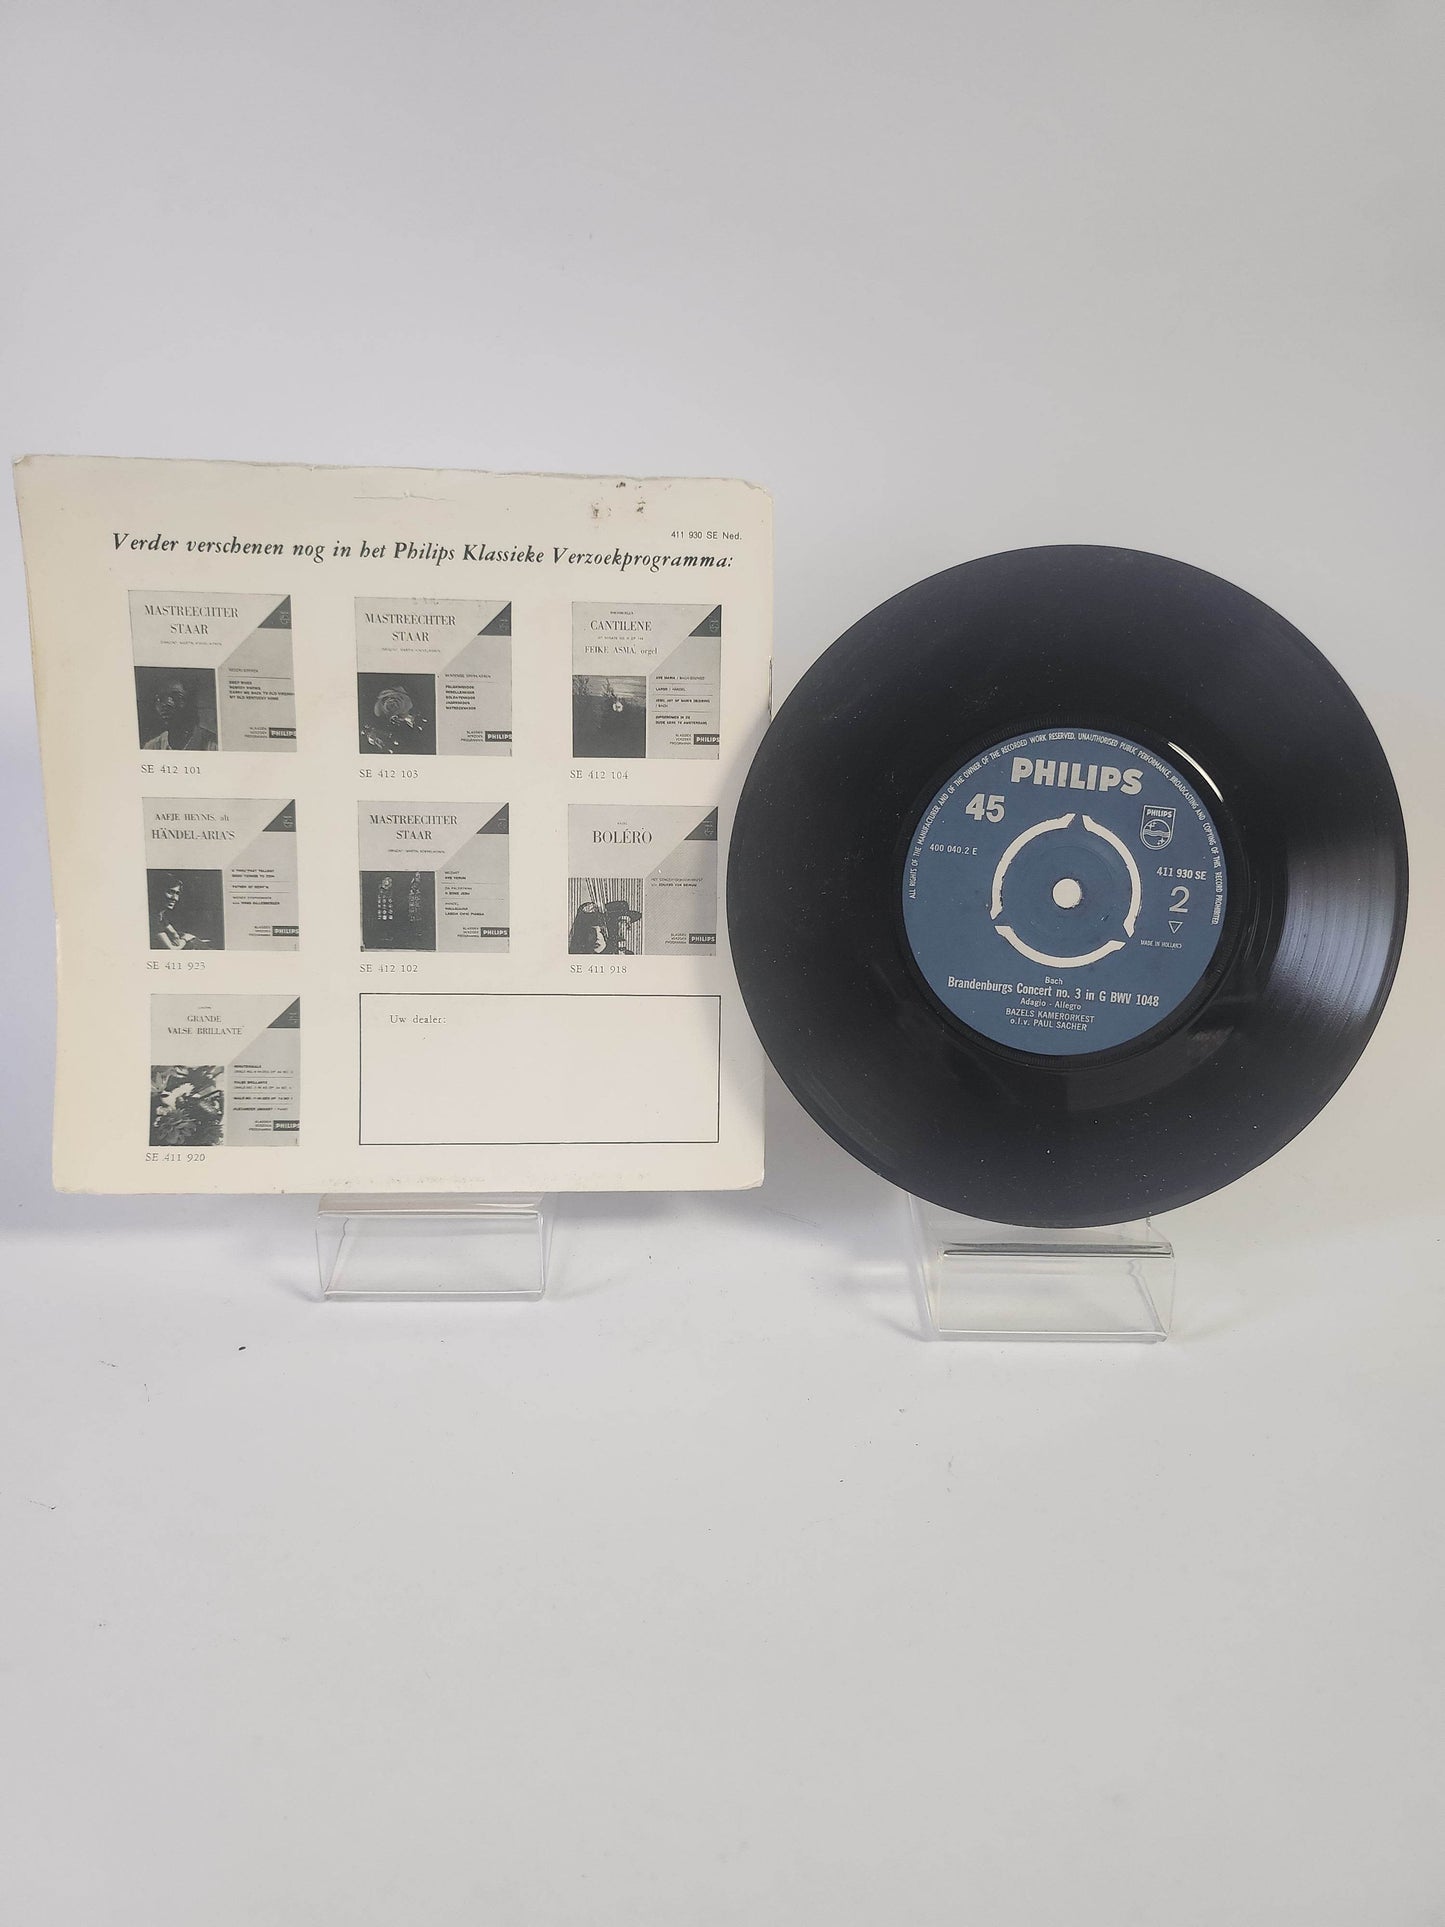 411 930 SE Ned.
Verder verschenen nog in het Philips Klassieke Verzoekprogramma:
MASTREECHTER
STAAR
PHILIPS
SE 412 101
MASTREECHTER
STAAR
PHILIPS
SE 412 103
CANTILENE
FEIKE ASMA, orgel
PHILIPS
SE 412 104
AAFJE HEYNIS, alt
HÄNDEL-ARIA'S
PHILIPS
SE 411 923
MASTREECHTER
STAAR
PHILIPS
SE 412 102
BOLÉRO
PHILIPS
SE 411 918
GRANDE
VALSE BRILLANTE
PHILIPS
SE 411 920
Uw dealer:
ALL RIGHTS OF THE MANUFACTURER AND OF THE OWNER OF THE RECORDED WORK RESERVED. UNAUTHORISED PUBLIC PERFORMANCE, BROADCASTING AND COPYING OF THIS RECORD PROHIBITED
PHILIPS
45
PHILIPS
400 040.2 E
411 930 SE
2
MADE IN HOLLAND
Bach
Brandenburgs Concert no. 3 in G BWV 1048
Adagio - Allegro
BAZELS KAMERORKEST
o.l.v. PAUL SACHER